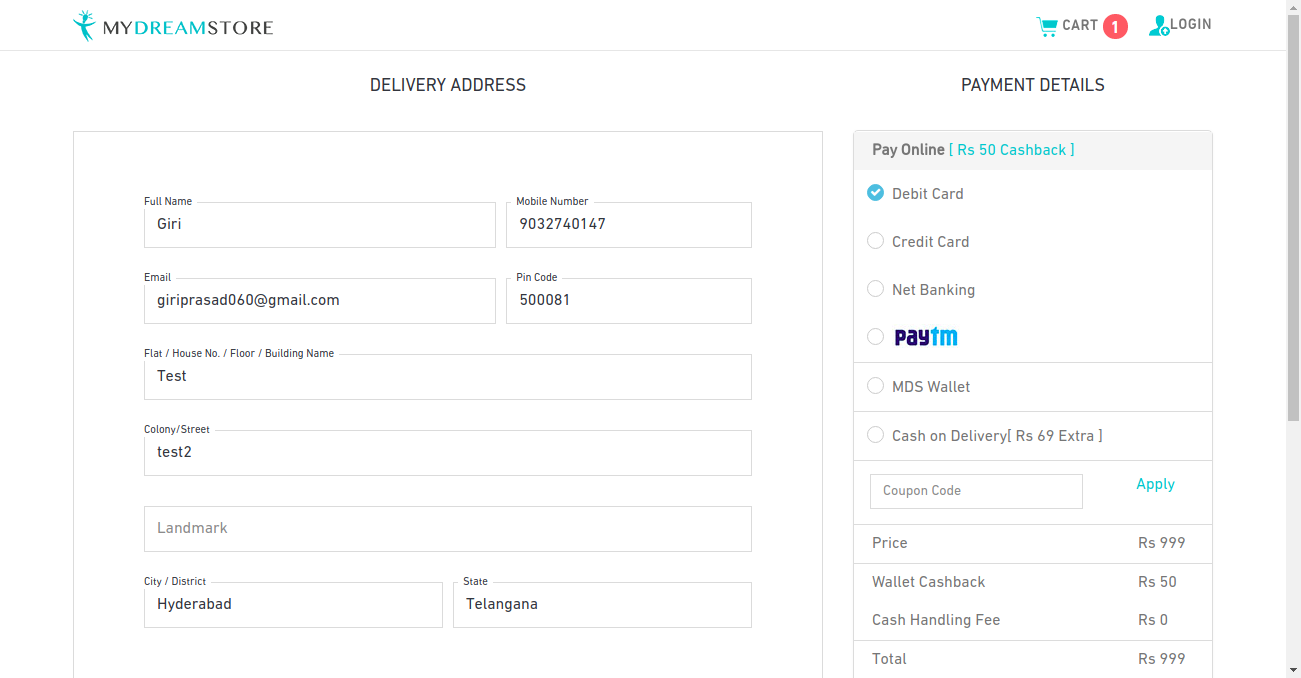 MYDREAMSTORE
CART 1
LOGIN
DELIVERY ADDRESS
PAYMENT DETAILS
Full Name
Giri
Mobile Number
9032740147
Email
giriprasad060@gmail.com
Pin Code
500081
Flat / House No. / Floor / Building Name
Test
Colony/Street
test2
Landmark
City / District
Hyderabad
State
Telangana
Pay Online [ Rs 50 Cashback ]
Debit Card
Credit Card
Net Banking
paytm
MDS Wallet
Cash on Delivery[ Rs 69 Extra ]
Coupon Code
Apply
Price Rs 999
Wallet Cashback Rs 50
Cash Handling Fee Rs 0
Total Rs 999